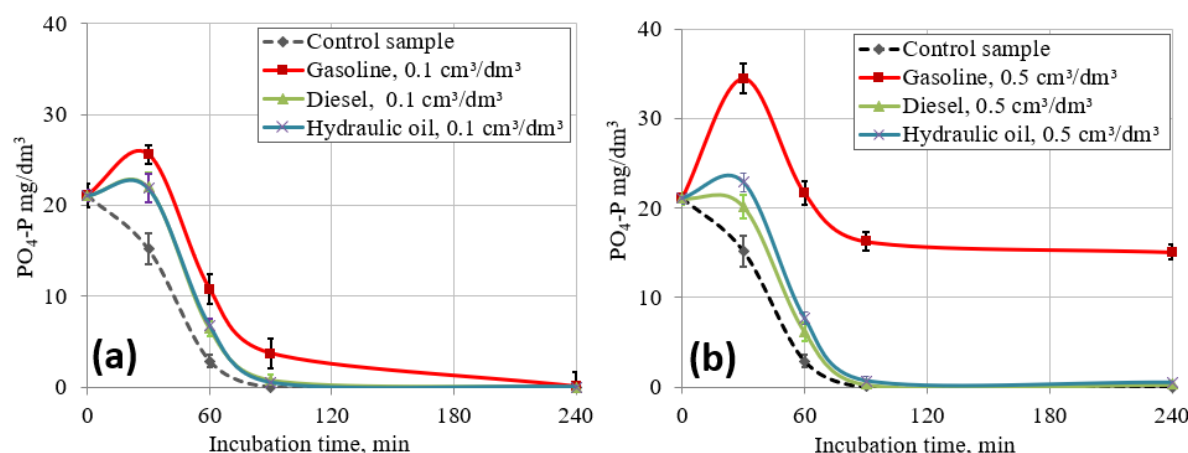 40
30
20
10
0
PO₄-P mg/dm³
Control sample
Gasoline, 0.1 cm³/dm³
Diesel, 0.1 cm³/dm³
Hydraulic oil, 0.1 cm³/dm³
(a)
0 60 120 180 240
Incubation time, min
40
30
20
10
0
PO₄-P mg/dm³
Control sample
Gasoline, 0.5 cm³/dm³
Diesel, 0.5 cm³/dm³
Hydraulic oil, 0.5 cm³/dm³
(b)
0 60 120 180 240
Incubation time, min